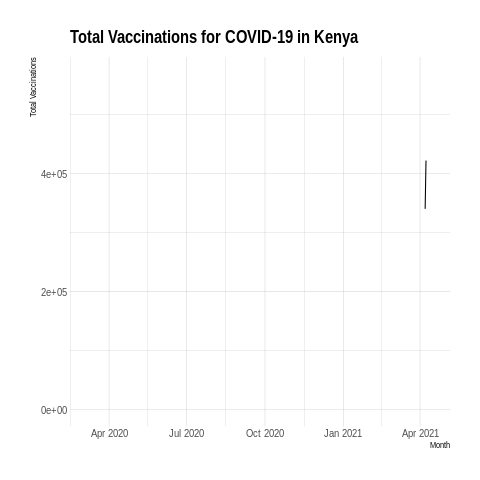 Total Vaccinations for COVID-19 in Kenya
Total Vaccinations
4e+05
2e+05
0e+00
Apr 2020 Jul 2020 Oct 2020 Jan 2021 Apr 2021
Month